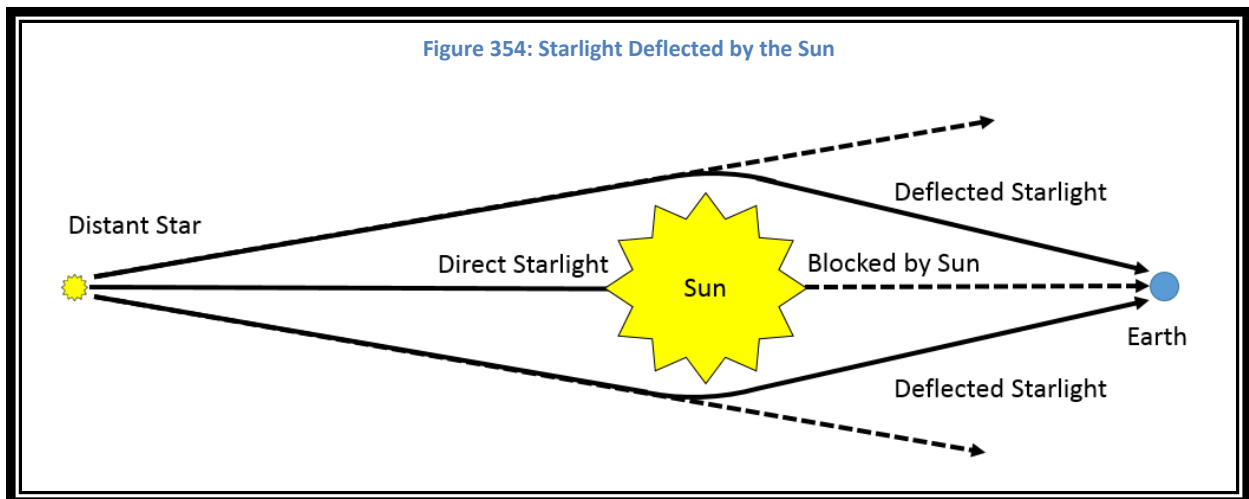 Figure 354: Starlight Deflected by the Sun
Deflected Starlight
Distant Star
Direct Starlight
Sun
Blocked by Sun
Earth
Deflected Starlight